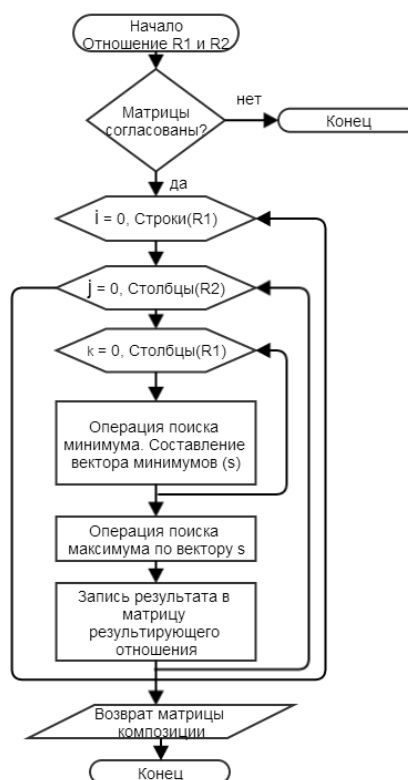 Начало
Отношение R1 и R2
Матрицы
согласованы?
нет
Конец
да
i = 0, Строки(R1)
j = 0, Столбцы(R2)
k = 0, Столбцы(R1)
Операция поиска
минимума. Составление
вектора минимумов (s)
Операция поиска
максимума по вектору s
Запись результата в
матрицу
результирующего
отношения
Возврат матрицы
композиции
Конец